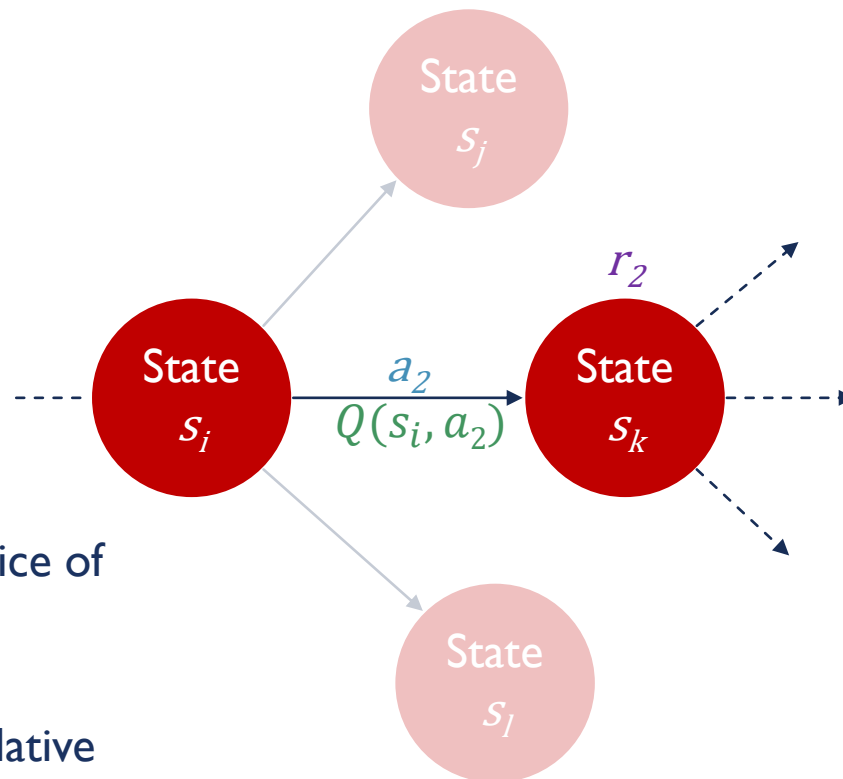 State
s_j
r_2
State
s_i
a_2
Q(s_i, a_2)
State
s_k
ice of
State
s_l
lative